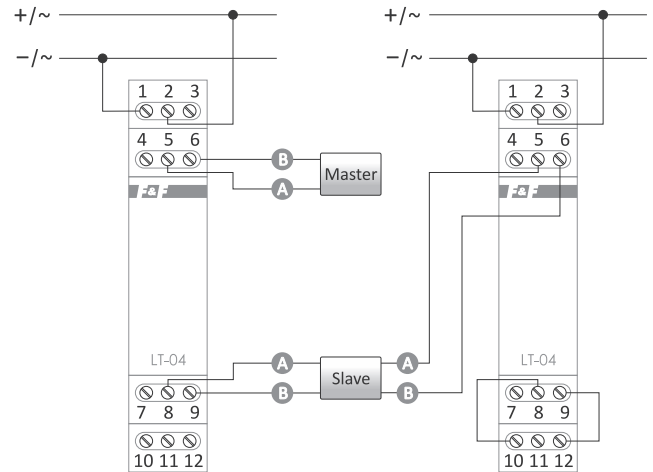 +/~ +/~
−/~ −/~
1 2 3 1 2 3
4 5 6 4 5 6
B Master
A
F&F F&F
LT-04 LT-04
A Slave A
B B
7 8 9 7 8 9
10 11 12 10 11 12